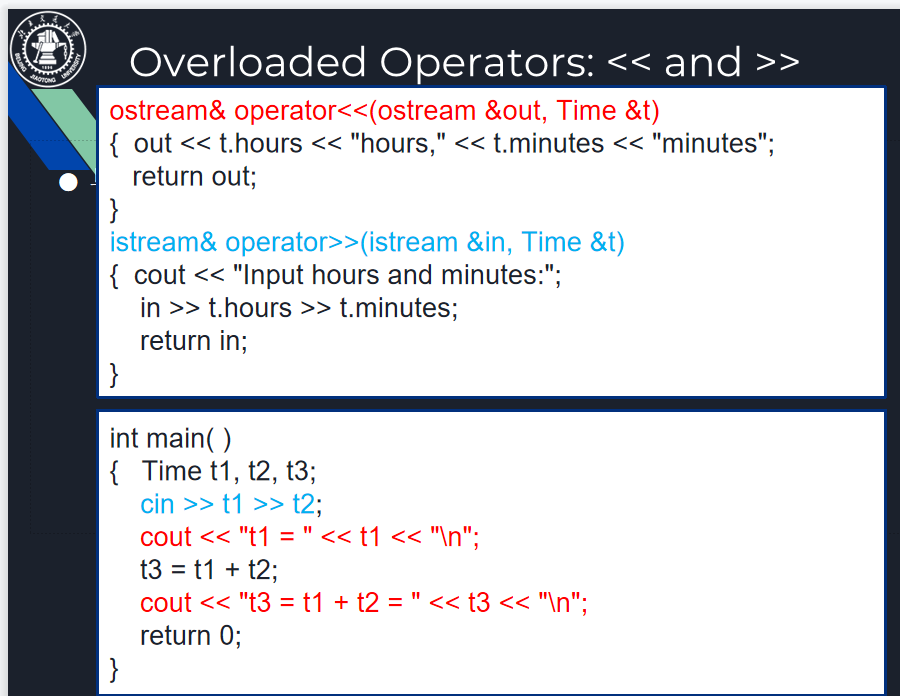 Overloaded Operators: << and >>
ostream& operator<<(ostream &out, Time &t)
{ out << t.hours << "hours," << t.minutes << "minutes";
return out;
}
istream& operator>>(istream &in, Time &t)
{ cout << "Input hours and minutes:";
in >> t.hours >> t.minutes;
return in;
}
int main( )
{ Time t1, t2, t3;
cin >> t1 >> t2;
cout << "t1 = " << t1 << "\n";
t3 = t1 + t2;
cout << "t3 = t1 + t2 = " << t3 << "\n";
return 0;
}